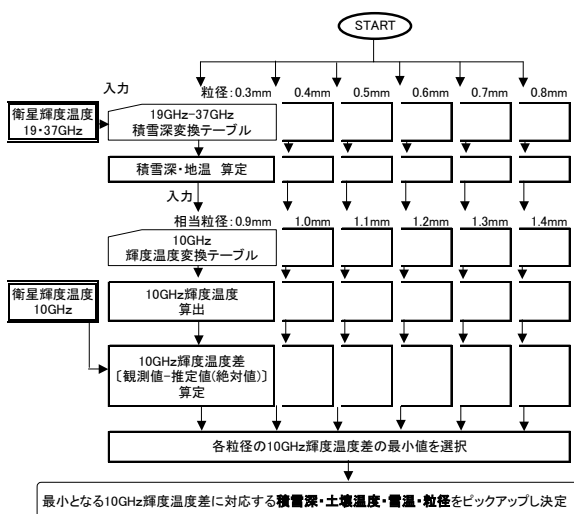 START
入力
粒径:0.3mm 0.4mm 0.5mm 0.6mm 0.7mm 0.8mm
衛星輝度温度
19・37GHz
19GHz-37GHz
積雪深変換テーブル
積雪深・地温 算定
入力
相当粒径:0.9mm 1.0mm 1.1mm 1.2mm 1.3mm 1.4mm
10GHz
輝度温度変換テーブル
衛星輝度温度
10GHz
10GHz輝度温度
算出
10GHz輝度温度差
〔観測値-推定値(絶対値)〕
算定
各粒径の10GHz輝度温度差の最小値を選択
最小となる10GHz輝度温度差に対応する積雪深・土壌温度・雪温・粒径をピックアップし決定